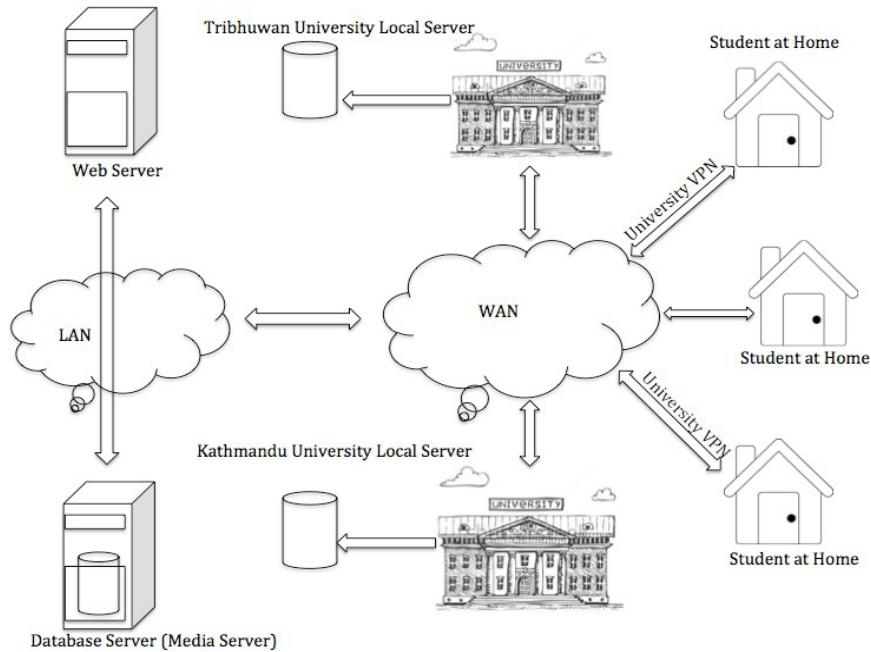 Tribhuwan University Local Server
Student at Home
UNIVERSITY
Web Server
University VPN
WAN
LAN
Student at Home
University VPN
Kathmandu University Local Server
UNIVERSITY
Student at Home
Database Server (Media Server)